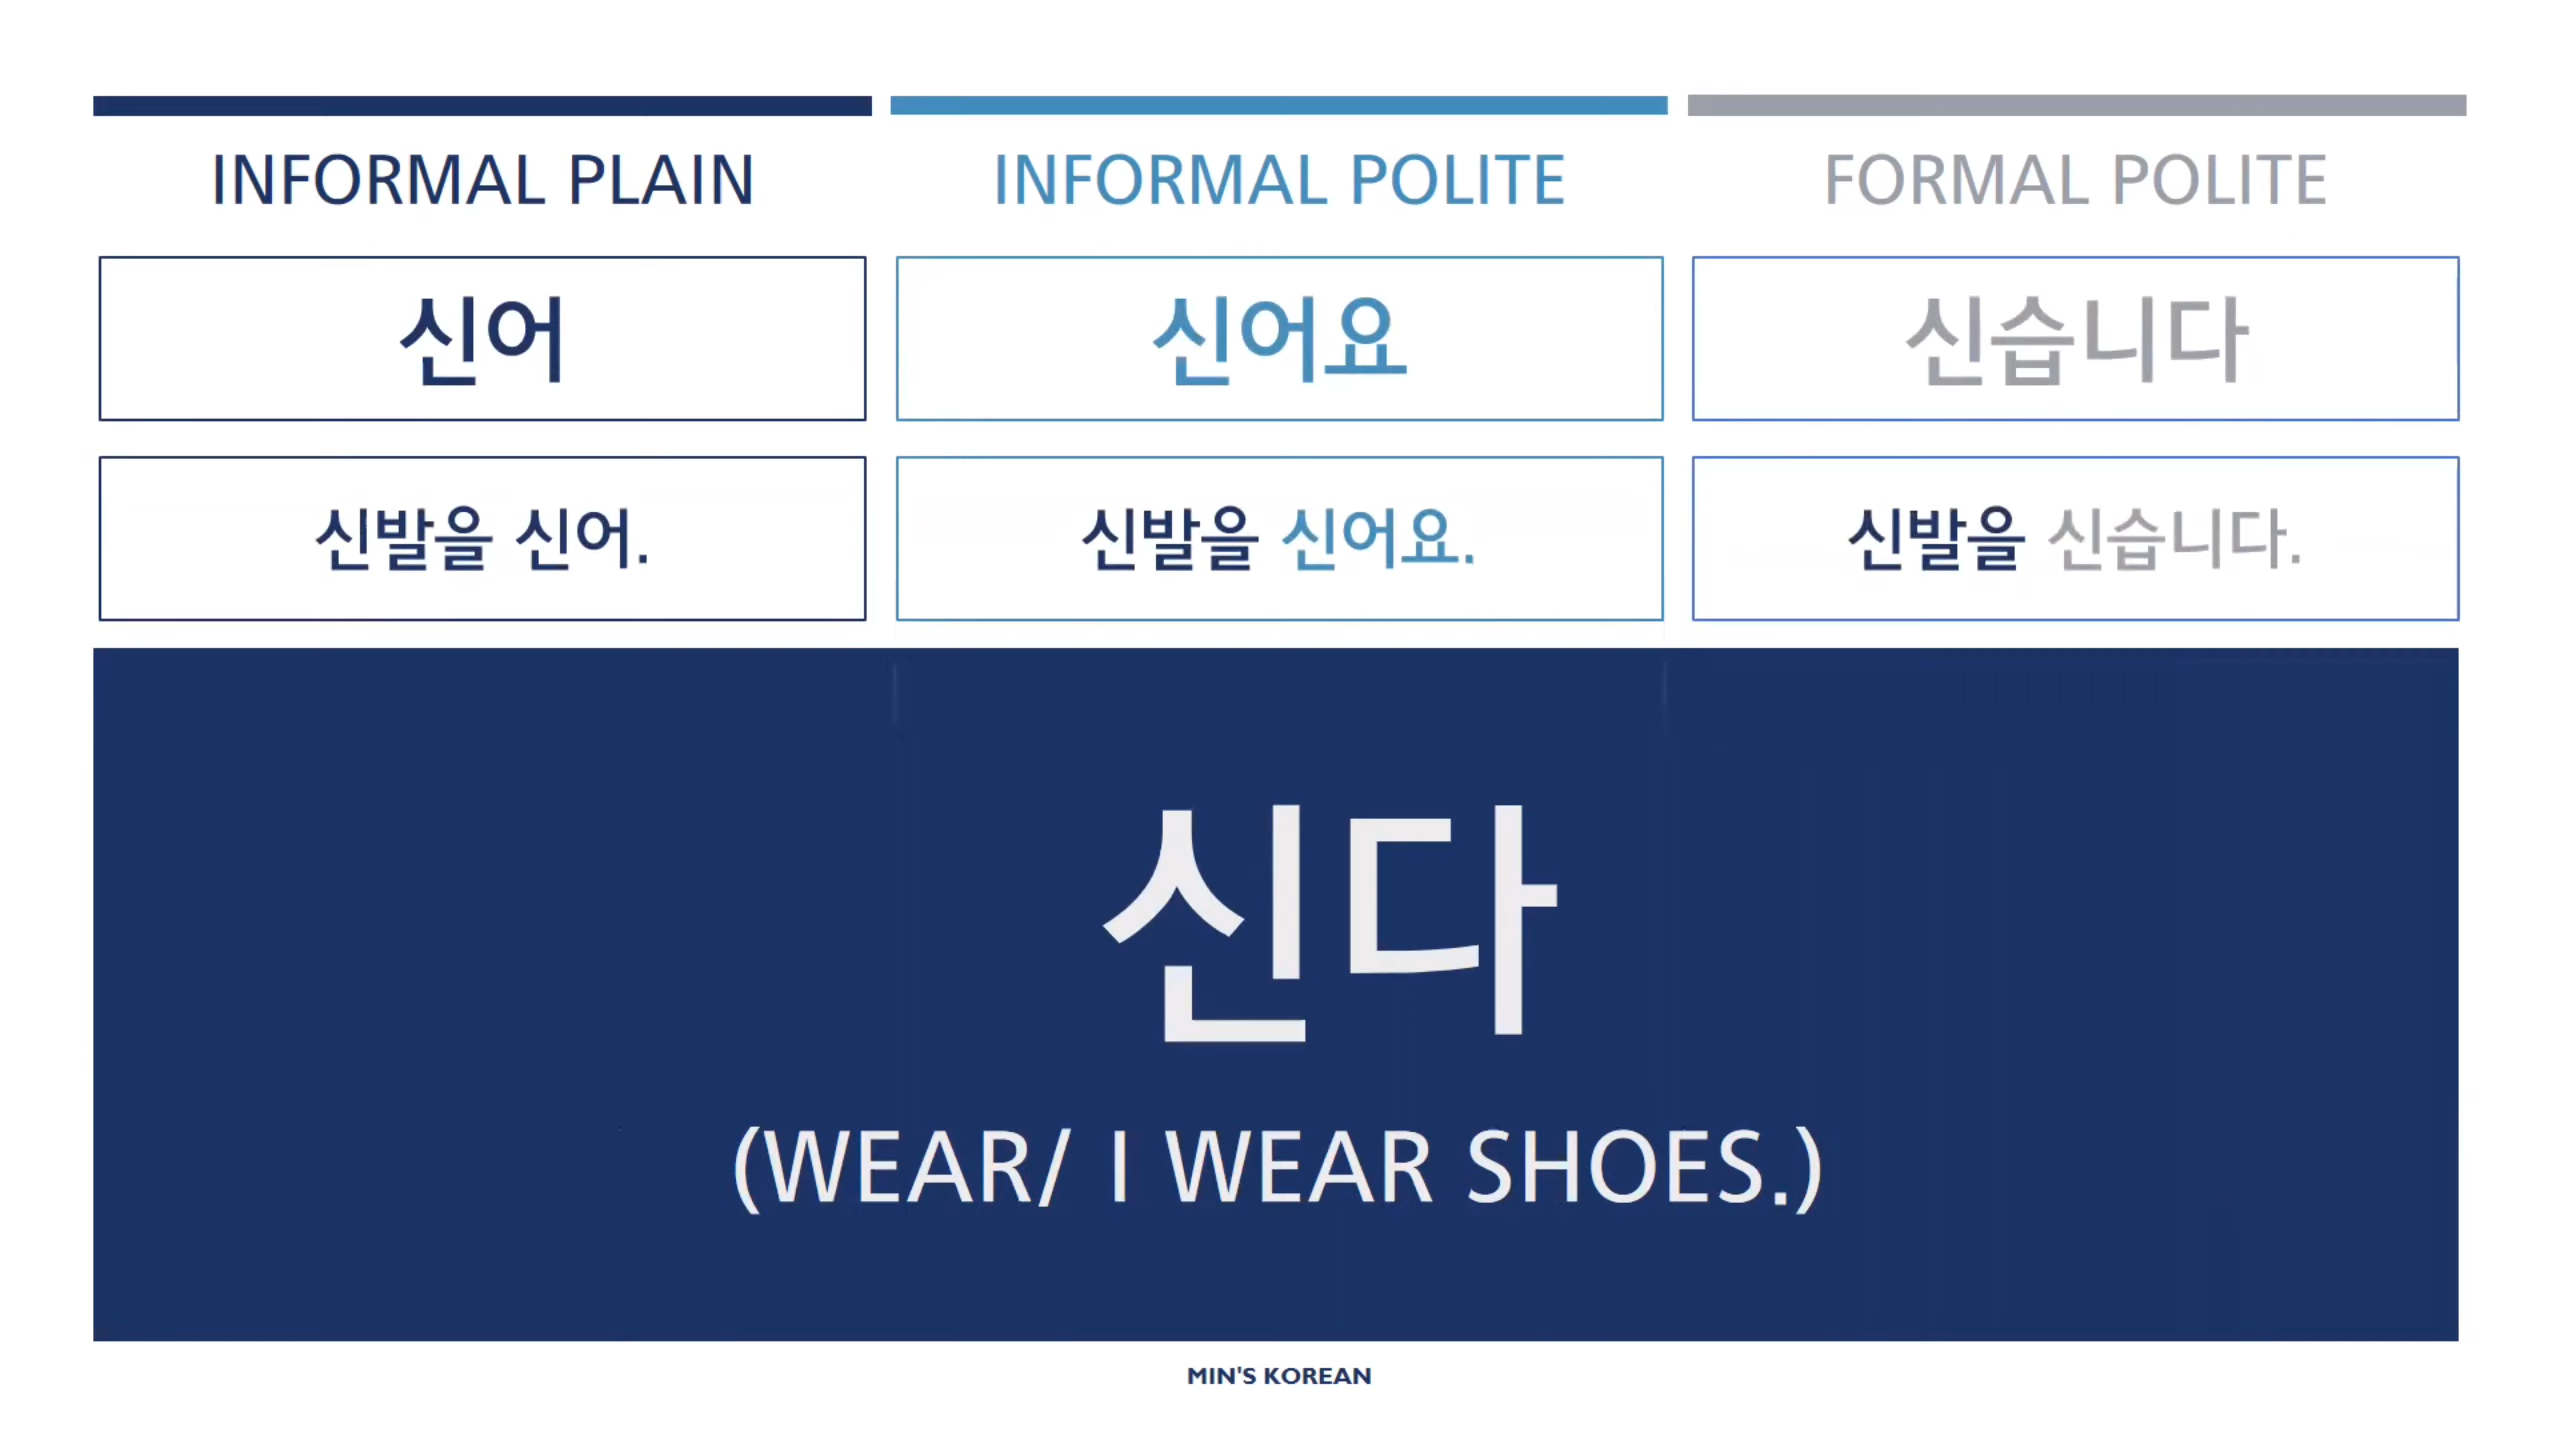 INFORMAL PLAIN
INFORMAL POLITE
FORMAL POLITE
신어
신어요
신습니다
신발을 신어.
신발을 신어요.
신발을 신습니다.
신다
(WEAR/ I WEAR SHOES.)
MIN'S KOREAN